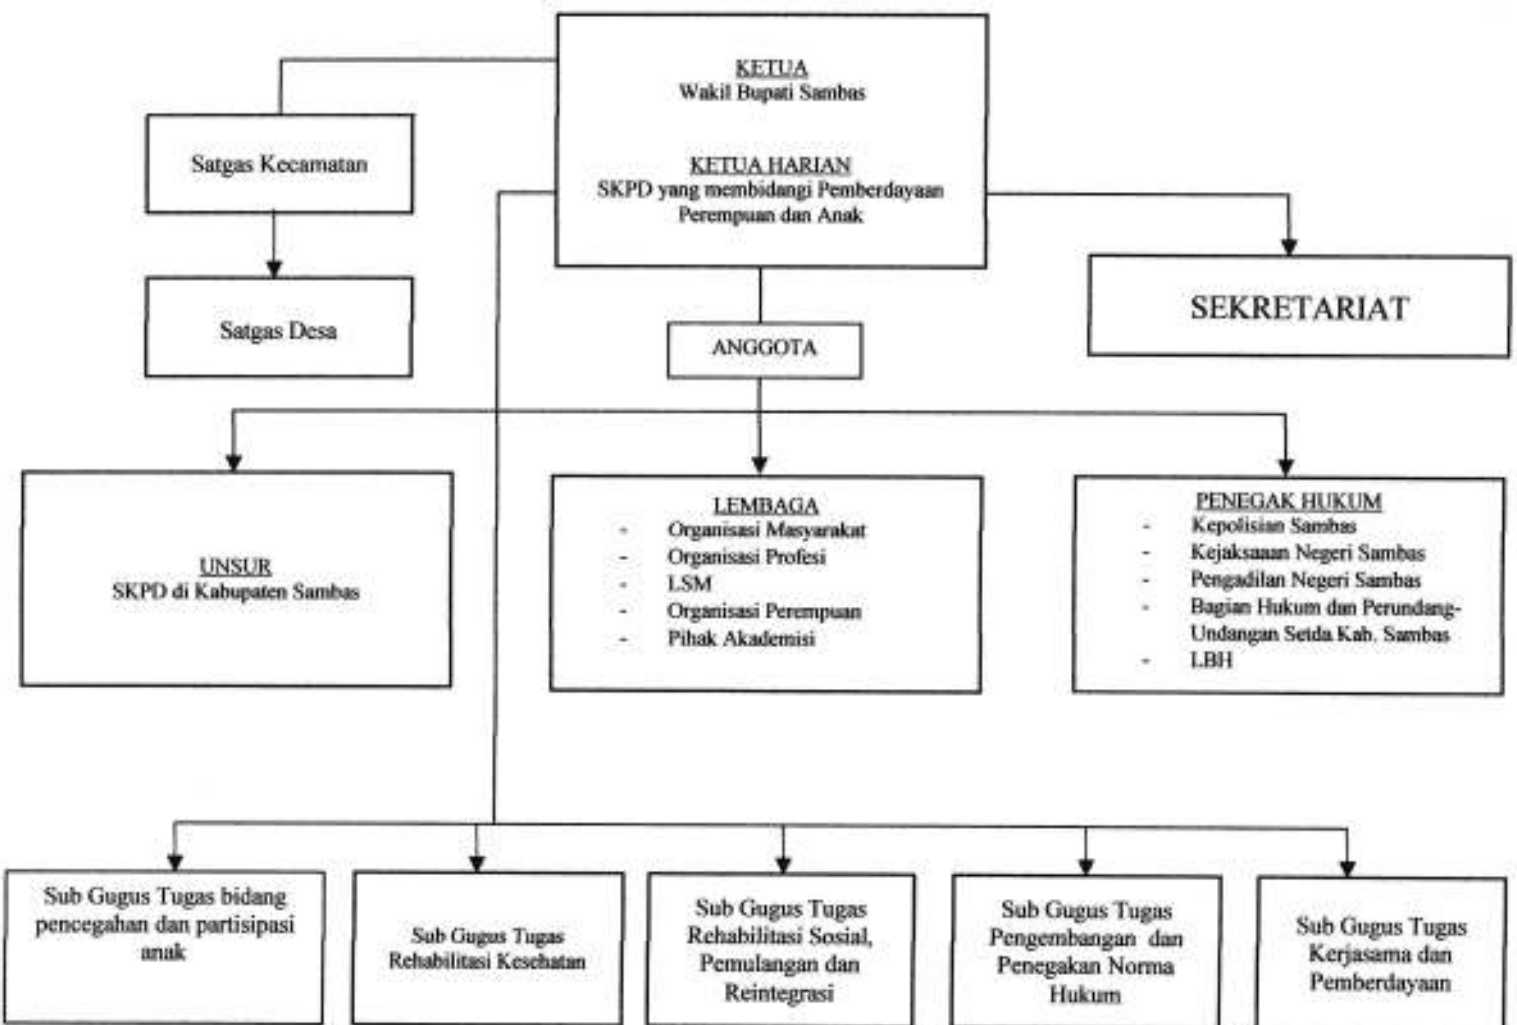 KETUA
Wakil Bupati Sambas
KETUA HARIAN
SKPD yang membidangi Pemberdayaan
Perempuan dan Anak
Satgas Kecamatan
Satgas Desa
SEKRETARIAT
ANGGOTA
UNSUR
SKPD di Kabupaten Sambas
LEMBAGA
- Organisasi Masyarakat
- Organisasi Profesi
- LSM
- Organisasi Perempuan
- Pihak Akademisi
PENEGAK HUKUM
- Kepolisian Sambas
- Kejaksaaan Negeri Sambas
- Pengadilan Negeri Sambas
- Bagian Hukum dan Perundang-
Undangan Setda Kab. Sambas
- LBH
Sub Gugus Tugas bidang
pencegahan dan partisipasi
anak
Sub Gugus Tugas
Rehabilitasi Kesehatan
Sub Gugus Tugas
Rehabilitasi Sosial,
Pemulangan dan
Reintegrasi
Sub Gugus Tugas
Pengembangan dan
Penegakan Norma
Hukum
Sub Gugus Tugas
Kerjasama dan
Pemberdayaan